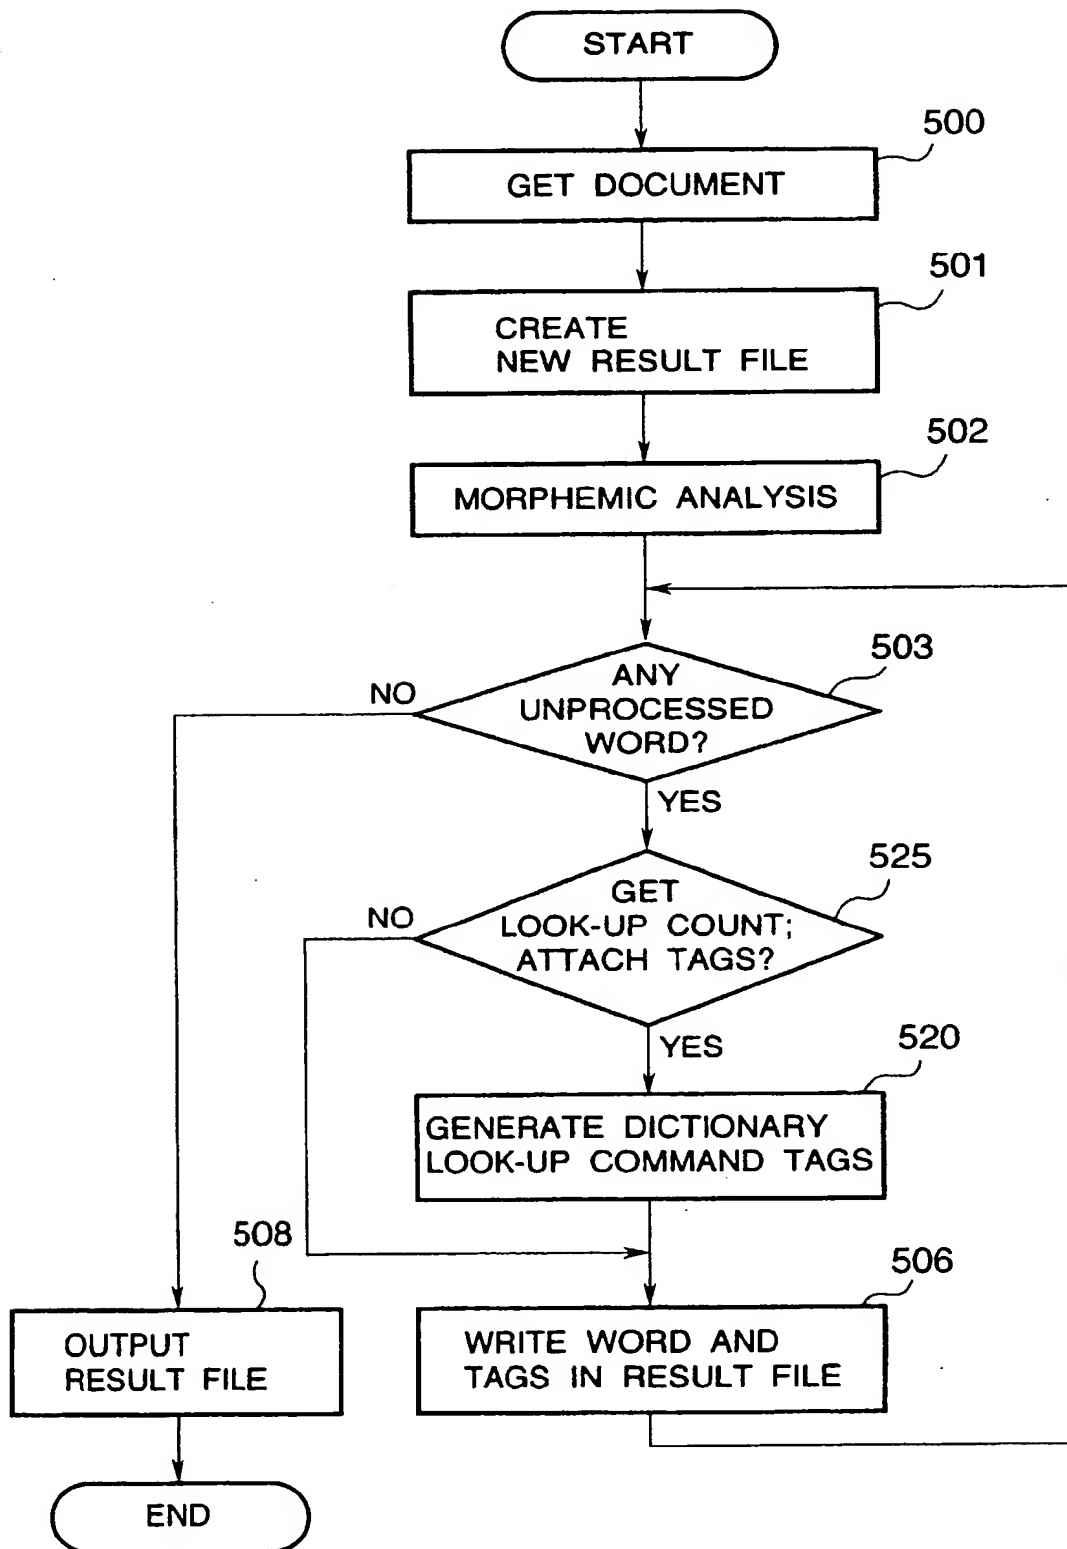 START
500
GET DOCUMENT
501
CREATE
NEW RESULT FILE
502
MORPHEMIC ANALYSIS
503
NO
ANY
UNPROCESSED
WORD?
YES
525
NO
GET
LOOK-UP COUNT;
ATTACH TAGS?
YES
520
GENERATE DICTIONARY
LOOK-UP COMMAND TAGS
508
506
OUTPUT
RESULT FILE
WRITE WORD AND
TAGS IN RESULT FILE
END